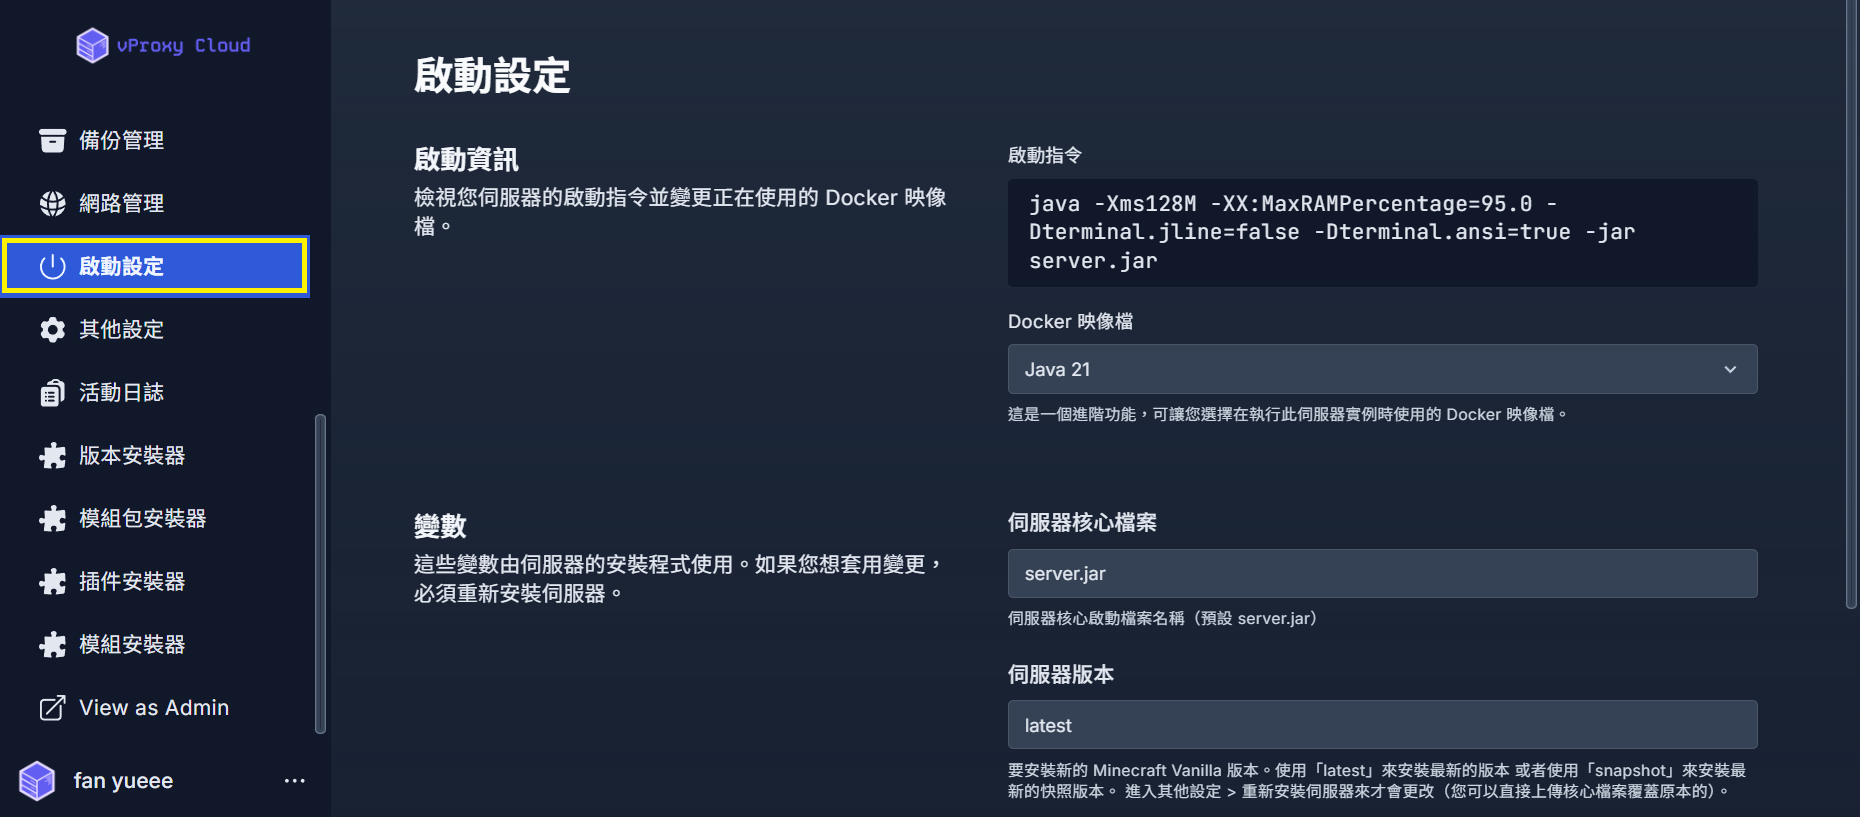 vProxy Cloud
備份管理
網路管理
啟動設定
其他設定
活動日誌
版本安裝器
模組包安裝器
插件安裝器
模組安裝器
View as Admin
fan yueee
啟動設定
啟動資訊
檢視您伺服器的啟動指令並變更正在使用的 Docker 映像
檔。
啟動指令
java -Xms128M -XX:MaxRAMPercentage=95.0 -
Dterminal.jline=false -Dterminal.ansi=true -jar
server.jar
Docker 映像檔
Java 21
這是一個進階功能，可讓您選擇在執行此伺服器實例時使用的 Docker 映像檔。
變數
這些變數由伺服器的安裝程式使用。如果您想套用變更，
必須重新安裝伺服器。
伺服器核心檔案
server.jar
伺服器核心啟動檔案名稱（預設 server.jar）
伺服器版本
latest
要安裝新的 Minecraft Vanilla 版本。使用「latest」來安裝最新的版本 或者使用「snapshot」來安裝最
新的快照版本。 進入其他設定 > 重新安裝伺服器來才會更改（您可以直接上傳核心檔案覆蓋原本的）。